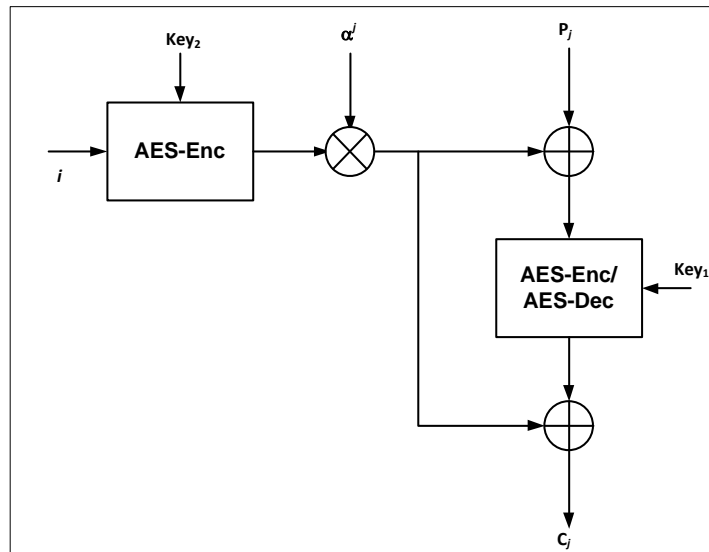 Key₂
αʲ
Pⱼ
AES-Enc
i
AES-Enc/
AES-Dec
Key₁
Cⱼ